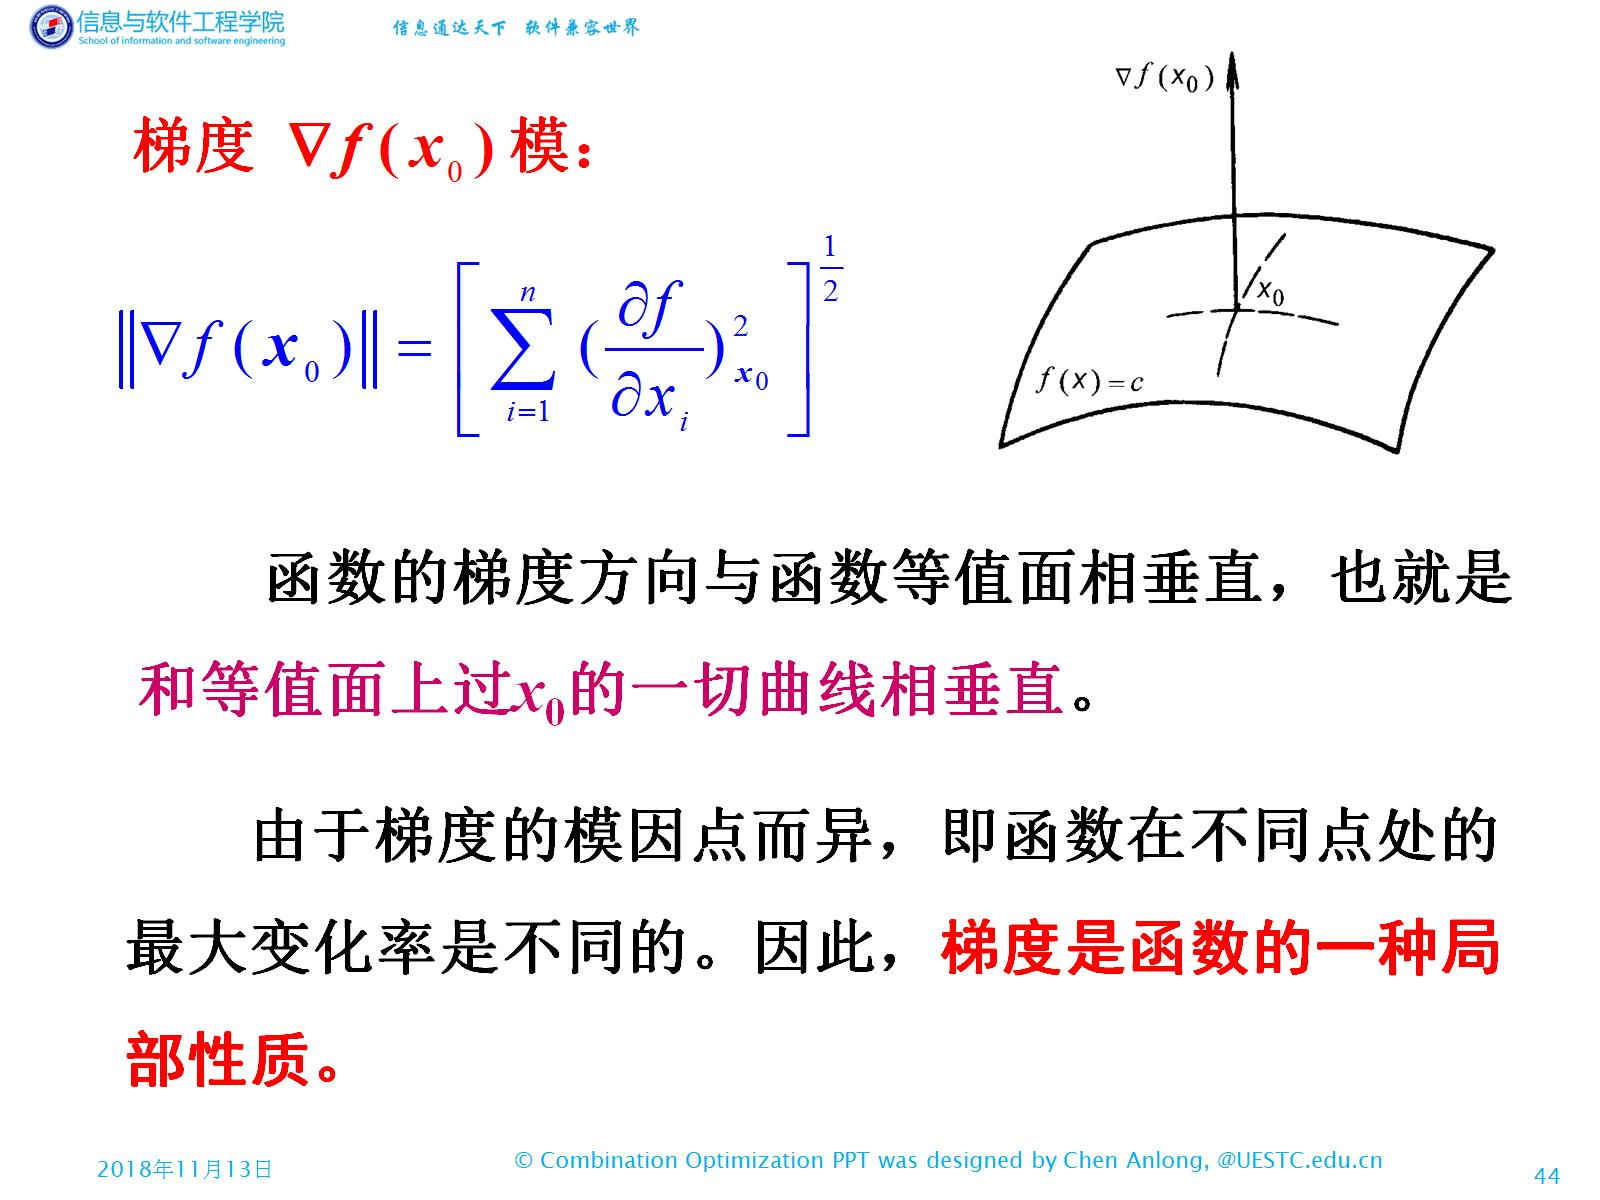 信息与软件工程学院
School of information and software engineering
信息通达天下 软件兼容世界
梯度 ∇f(x₀)模：
‖∇f(x₀)‖ = [∑ⁿᵢ₌₁(∂f/∂xᵢ)²ₓ₀]^(1/2)
∇f(x₀)
x₀
f(x)=c
函数的梯度方向与函数等值面相垂直，也就是
和等值面上过x₀的一切曲线相垂直。
由于梯度的模因点而异，即函数在不同点处的
最大变化率是不同的。因此，梯度是函数的一种局
部性质。
2018年11月13日
© Combination Optimization PPT was designed by Chen Anlong, @UESTC.edu.cn
44